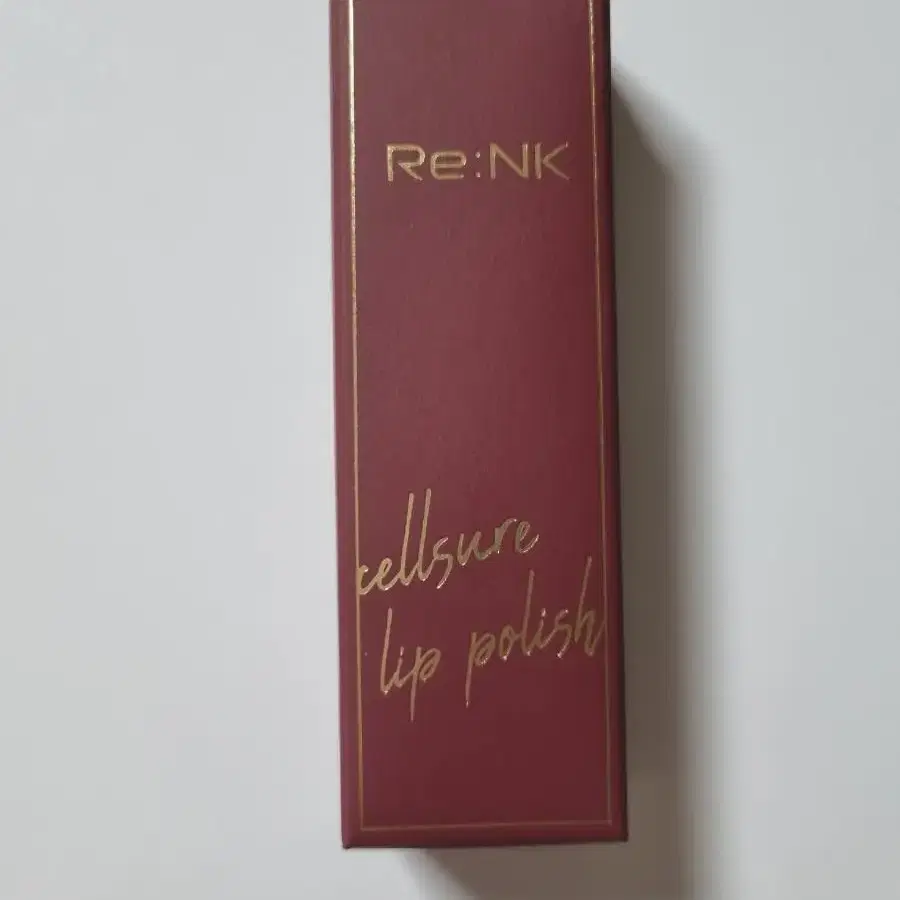 Re:NK
cellsure
lip polish